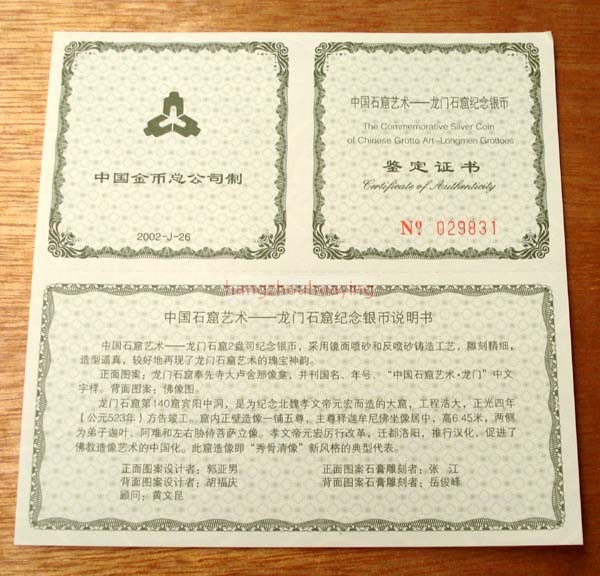 中国金币总公司制
2002-J-26
中国石窟艺术——龙门石窟纪念银币
The Commemorative Silver Coin
of Chinese Grotto Art–Longmen Grottoes
鉴定证书
Certificate of Authenticity
Nº 029831
hangzhouhuaying
中国石窟艺术——龙门石窟纪念银币说明书
中国石窟艺术——龙门石窟2盎司纪念银币，采用镜面喷砂和反喷砂铸造工艺，雕刻精细，
造型逼真，较好地再现了龙门石窟艺术的瑰宝神韵。
正面图案：龙门石窟奉先寺大卢舍那像龛，并刊国名、年号、“中国石窟艺术·龙门”中文
字样。背面图案：佛像图。
龙门石窟第140窟宾阳中洞，是为纪念北魏孝文帝元宏而造的大窟，工程浩大，正光四年
（公元523年）方告竣工。窟内正壁造像一铺五尊，主尊释迦牟尼佛坐像居中，高6.45米，两侧
为弟子迦叶、阿难和左右胁侍菩萨立像。孝文帝元宏厉行改革，迁都洛阳，推行汉化，促进了
佛教造像艺术的中国化。此窟造像即“秀骨清像”新风格的典型代表。
正面图案设计者：郭亚男 正面图案石膏雕刻者：张 江
背面图案设计者：胡福庆 背面图案石膏雕刻者：岳俊峰
顾问：黄文昆